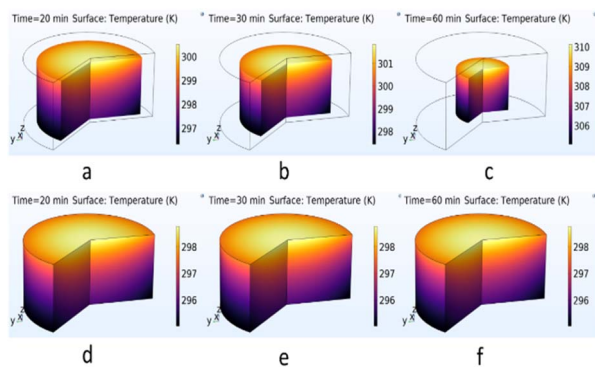 Time=20 min Surface: Temperature (K)
Time=30 min Surface: Temperature (K)
Time=60 min Surface: Temperature (K)
300
299
298
297
y z x
a
301
300
299
298
y z x
b
310
309
308
307
306
y z x
c
Time=20 min Surface: Temperature (K)
Time=30 min Surface: Temperature (K)
Time=60 min Surface: Temperature (K)
298
297
296
y z x
d
298
297
296
y z x
e
298
297
296
y z x
f